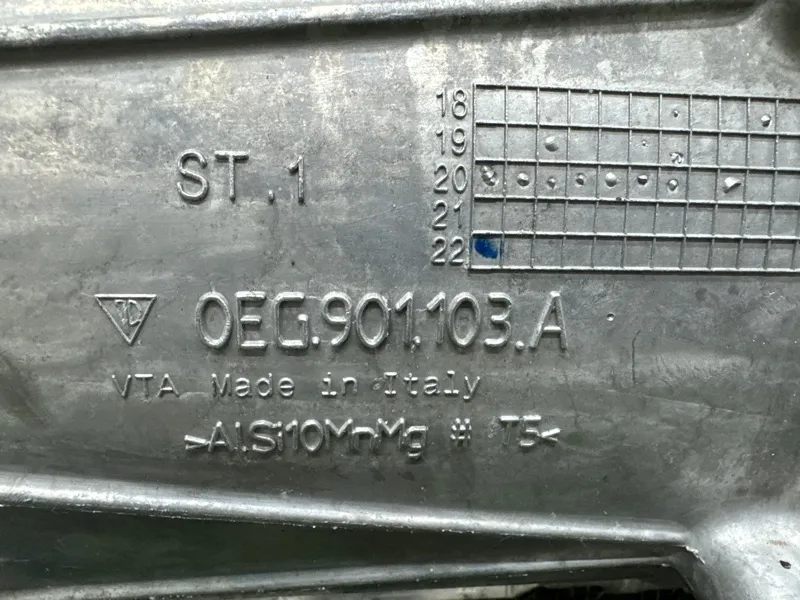 18
19
ST.1
20
21
22
0EG.901.103.A
VTA Made in Italy
>AlSi10MnMg # T5<